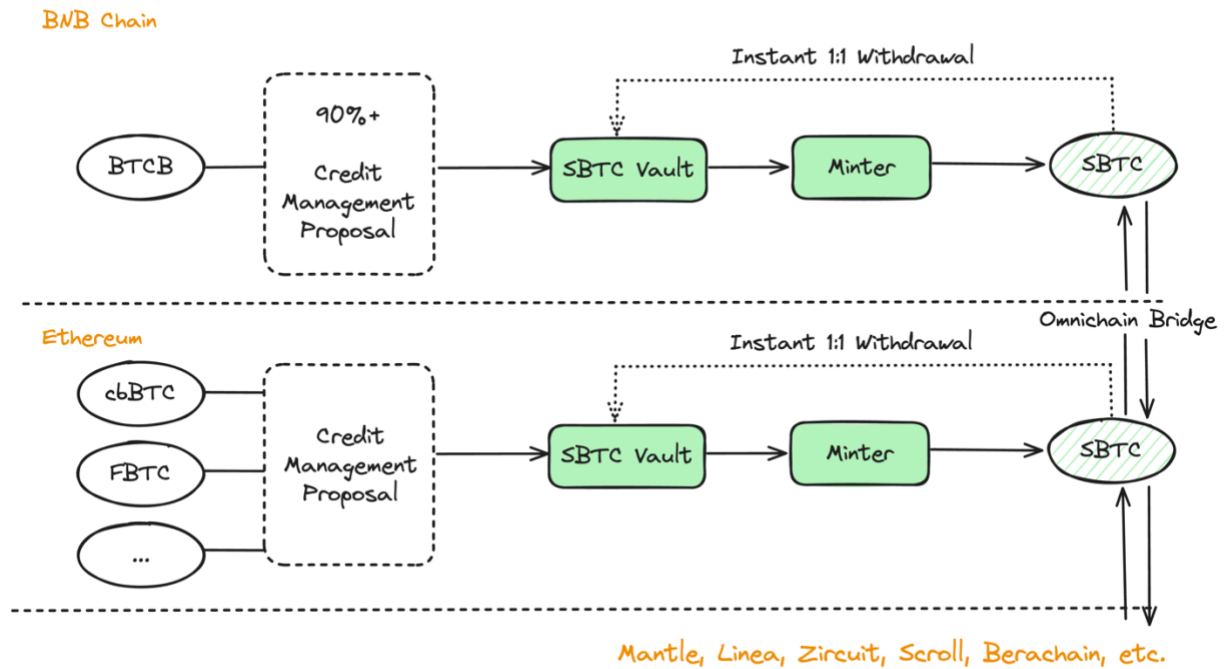 BNB Chain
Instant 1:1 Withdrawal
90%+
BTCB
Credit
Management
Proposal
SBTC Vault
Minter
SBTC
Omnichain Bridge
Ethereum
Instant 1:1 Withdrawal
cbBTC
FBTC
...
Credit
Management
Proposal
SBTC Vault
Minter
SBTC
Mantle, Linea, Zircuit, Scroll, Berachain, etc.